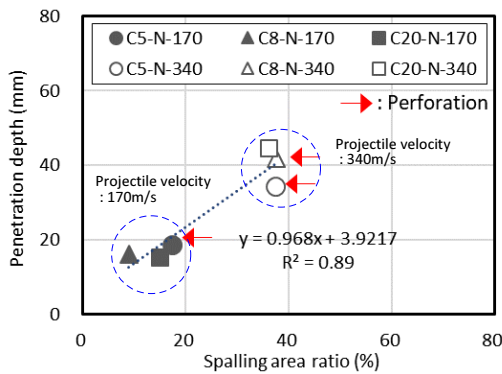 80
C5-N-170 C8-N-170 C20-N-170
C5-N-340 C8-N-340 C20-N-340
: Perforation
60
Projectile velocity
: 340m/s
40
Projectile velocity
: 170m/s
y = 0.968x + 3.9217
R² = 0.89
20
0
0 20 40 60 80
Penetration depth (mm)
Spalling area ratio (%)